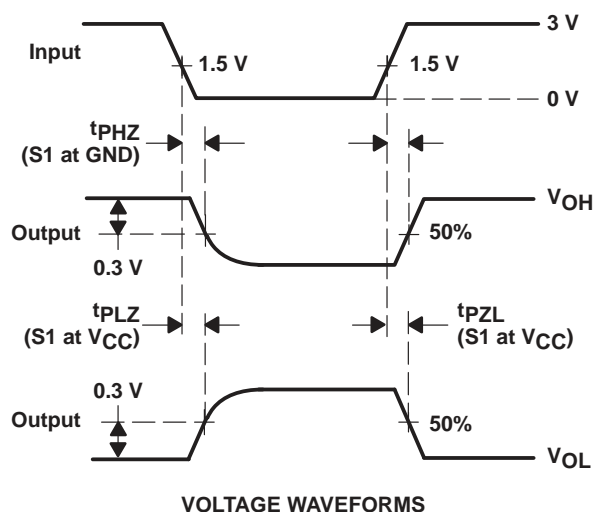 3 V
Input
1.5 V
1.5 V
0 V
tPHZ
(S1 at GND)
VOH
Output
50%
0.3 V
tPLZ
(S1 at VCC)
tPZL
(S1 at VCC)
0.3 V
Output
50%
VOL
VOLTAGE WAVEFORMS